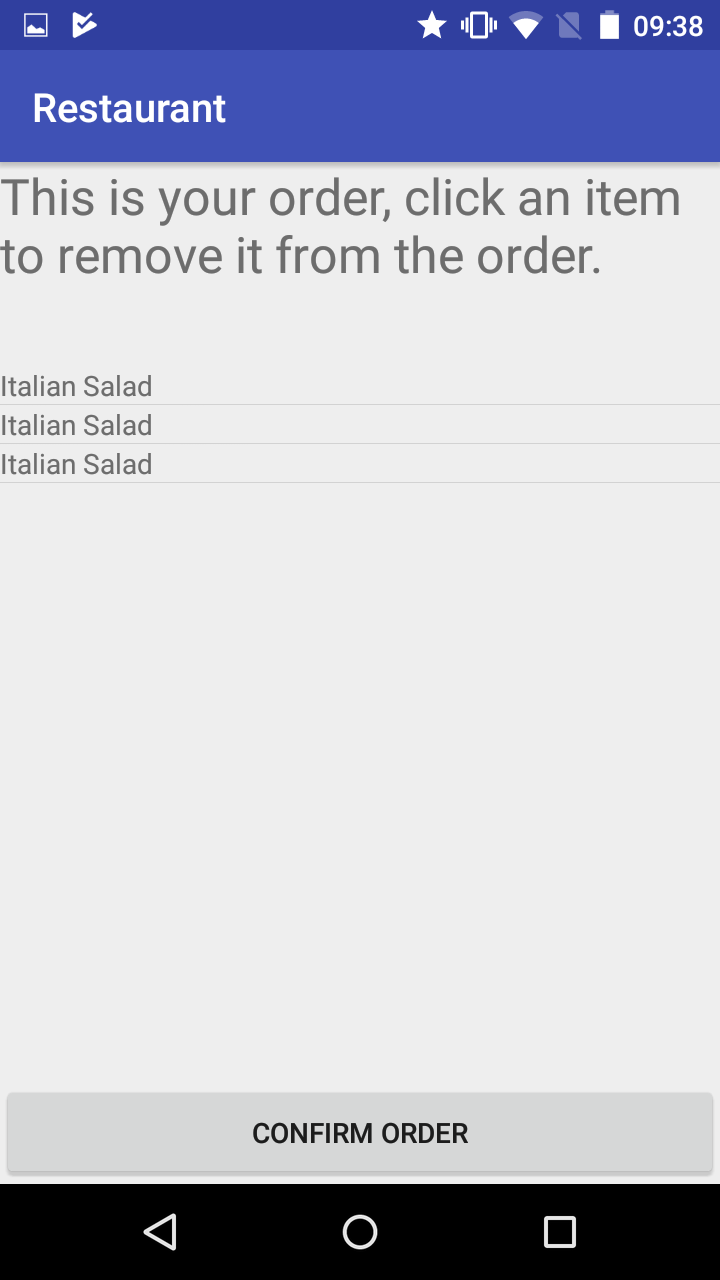 09:38
Restaurant
This is your order, click an item
to remove it from the order.
Italian Salad
Italian Salad
Italian Salad
CONFIRM ORDER